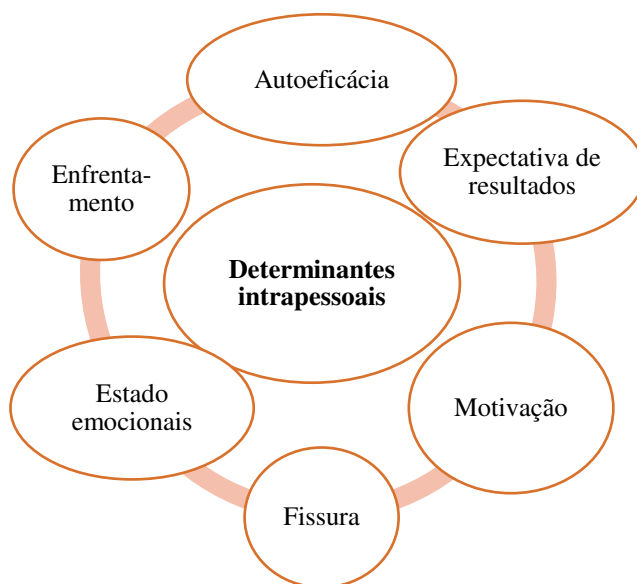 Autoeficácia
Expectativa de
resultados
Enfrenta-
mento
Determinantes
intrapessoais
Estado
emocionais
Motivação
Fissura